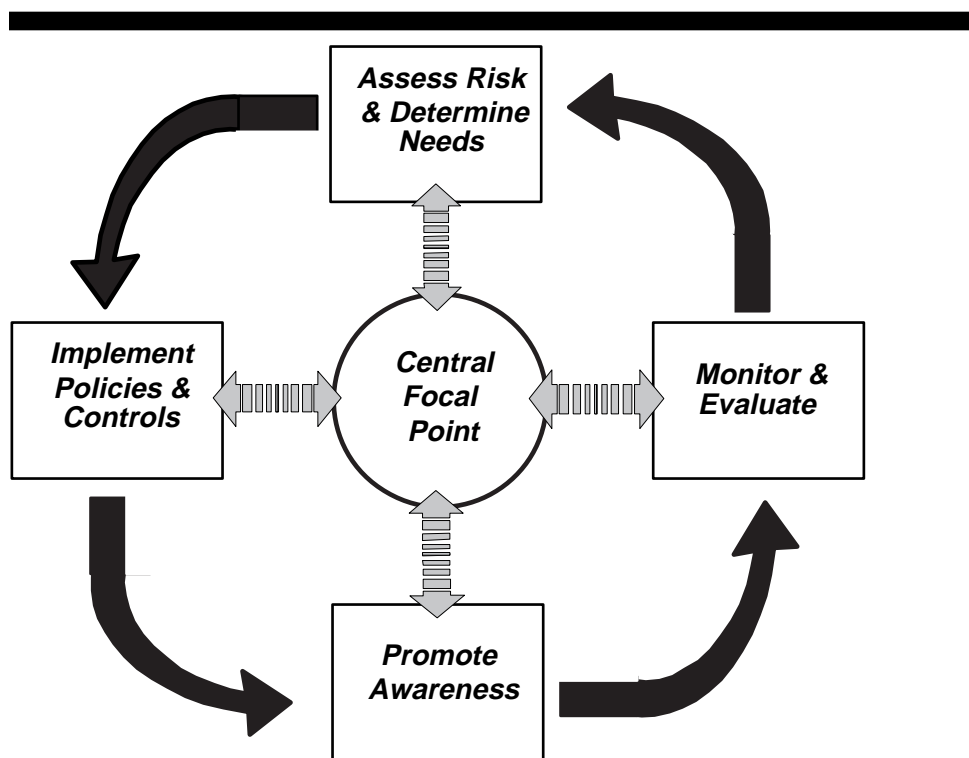 Assess Risk
& Determine
Needs
Implement
Policies &
Controls
Central
Focal
Point
Monitor &
Evaluate
Promote
Awareness